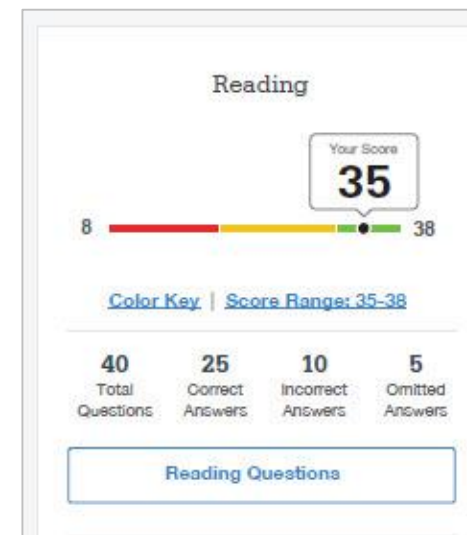 Reading
Your Score
35
8 38
Color Key | Score Range: 35-38
40 25 10 5
Total Correct Incorrect Omitted
Questions Answers Answers Answers
Reading Questions